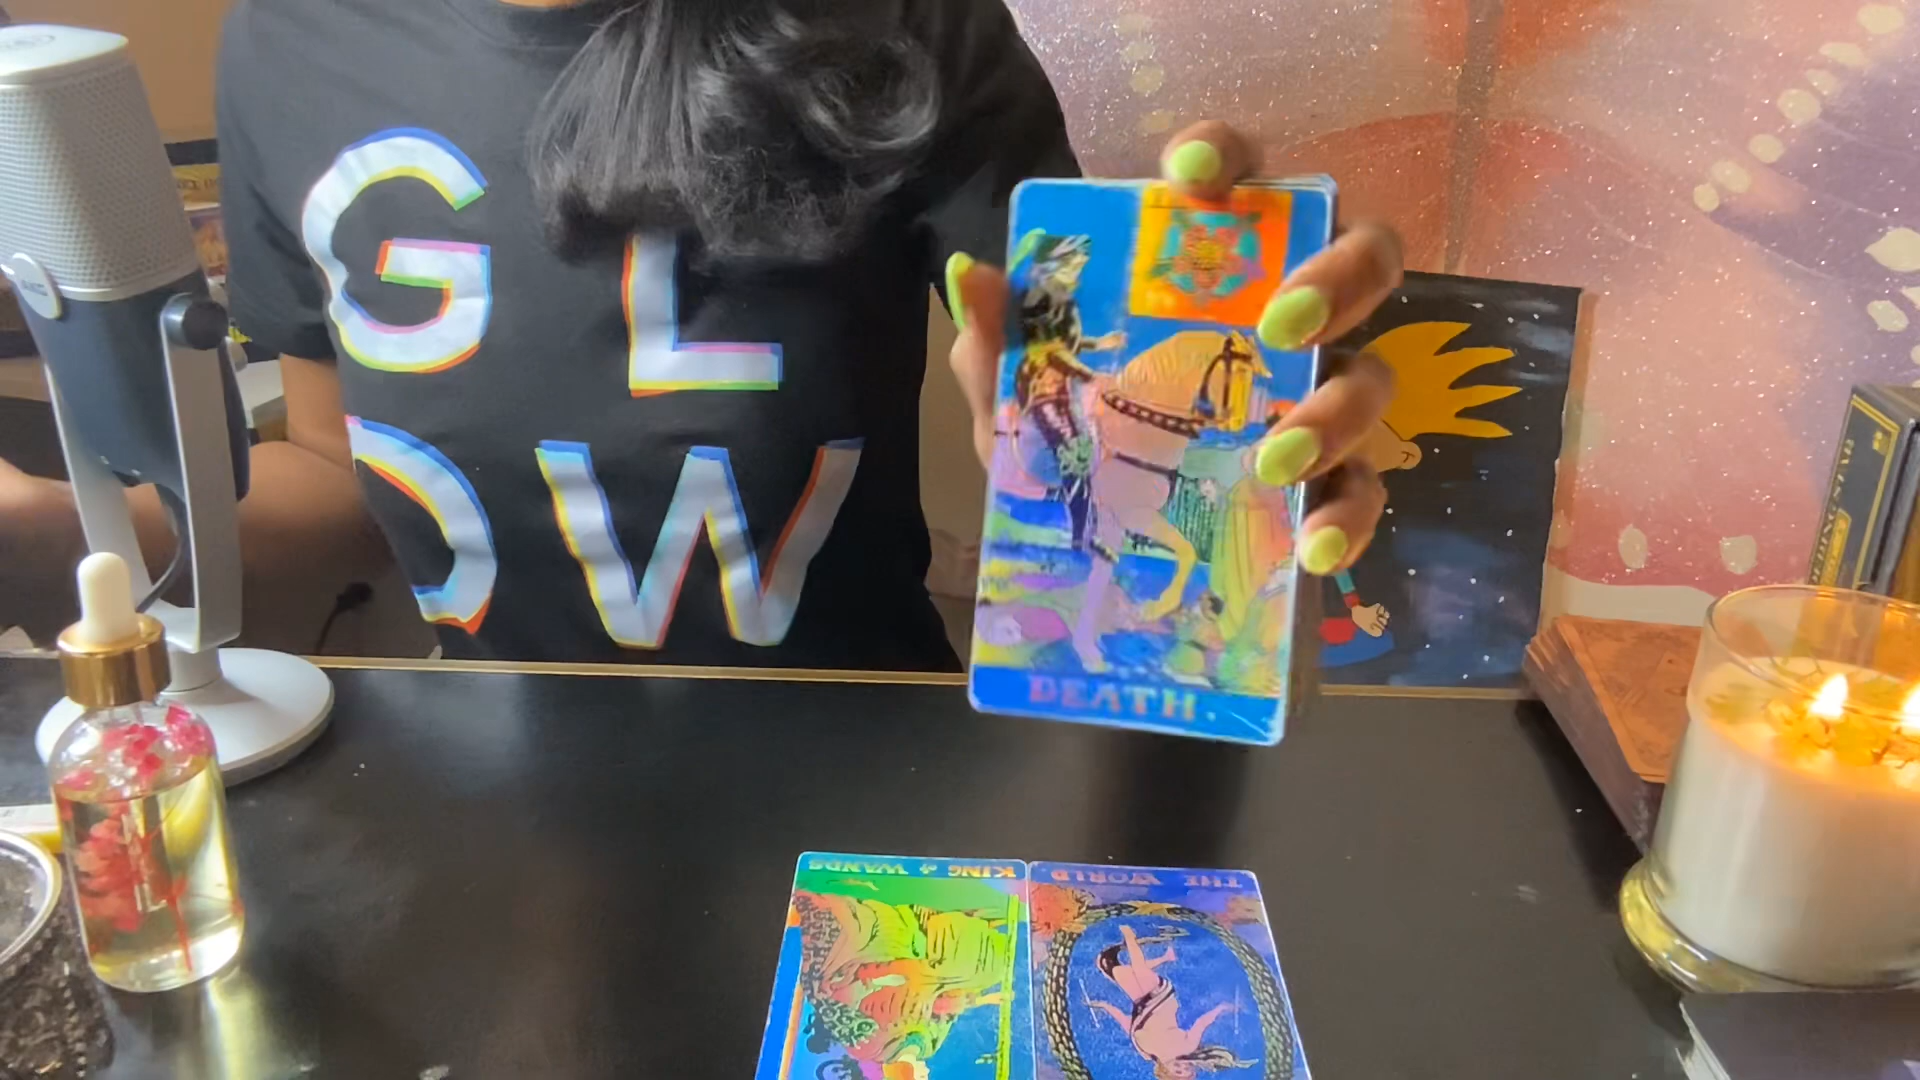 GL
OW
DEATH.
KING of WANDS
THE WORLD.